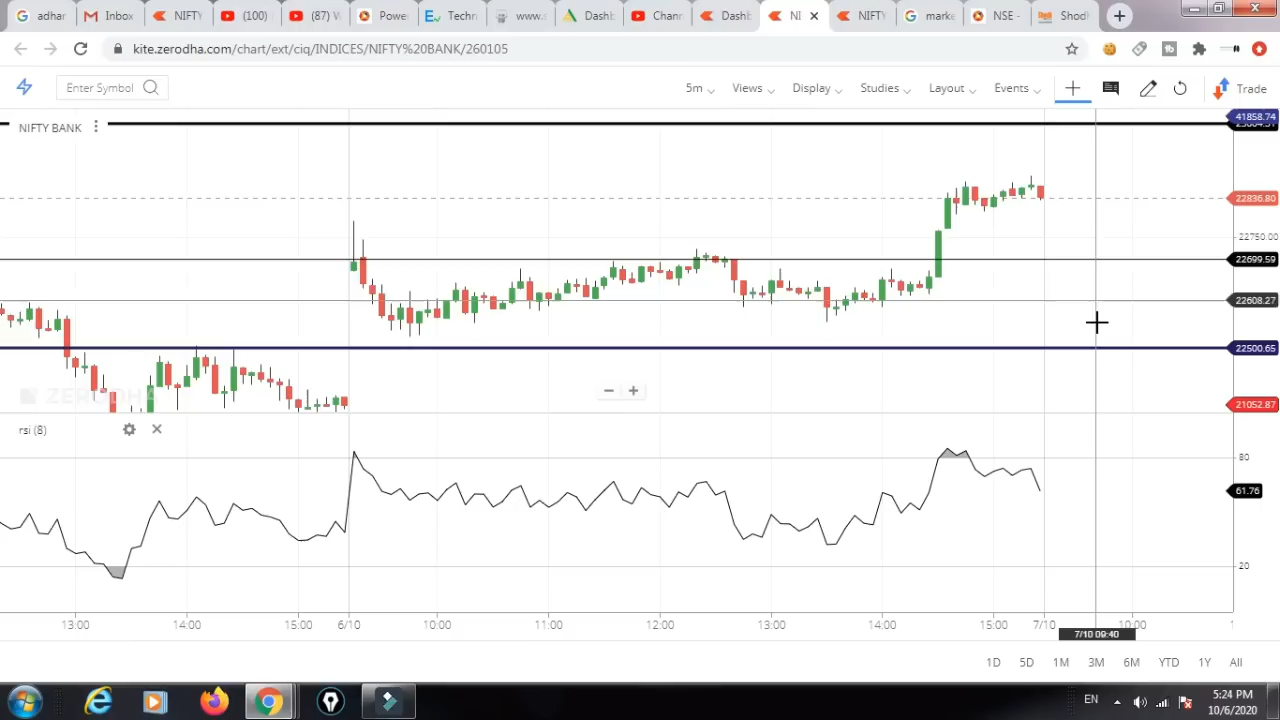 adhar
Inbox
NIFTY
(100)
(87) V
Powe
Techn
www.s
Dashb
Chann
Dashb
NI
NIFTY
marke
NSE -
Shodh
kite.zerodha.com/chart/ext/ciq/INDICES/NIFTY%20BANK/260105
Enter Symbol
5m
Views
Display
Studies
Layout
Events
Trade
NIFTY BANK
41858.74
22836.80
22750.00
22699.59
22608.27
22500.65
21052.87
ZERODHA
rsi (8)
80
61.76
20
13:00
14:00
15:00
6/10
10:00
11:00
12:00
13:00
14:00
15:00
7/10
10:00
1
7/10 09:40
1D
5D
1M
3M
6M
YTD
1Y
All
EN
5:24 PM
10/6/2020